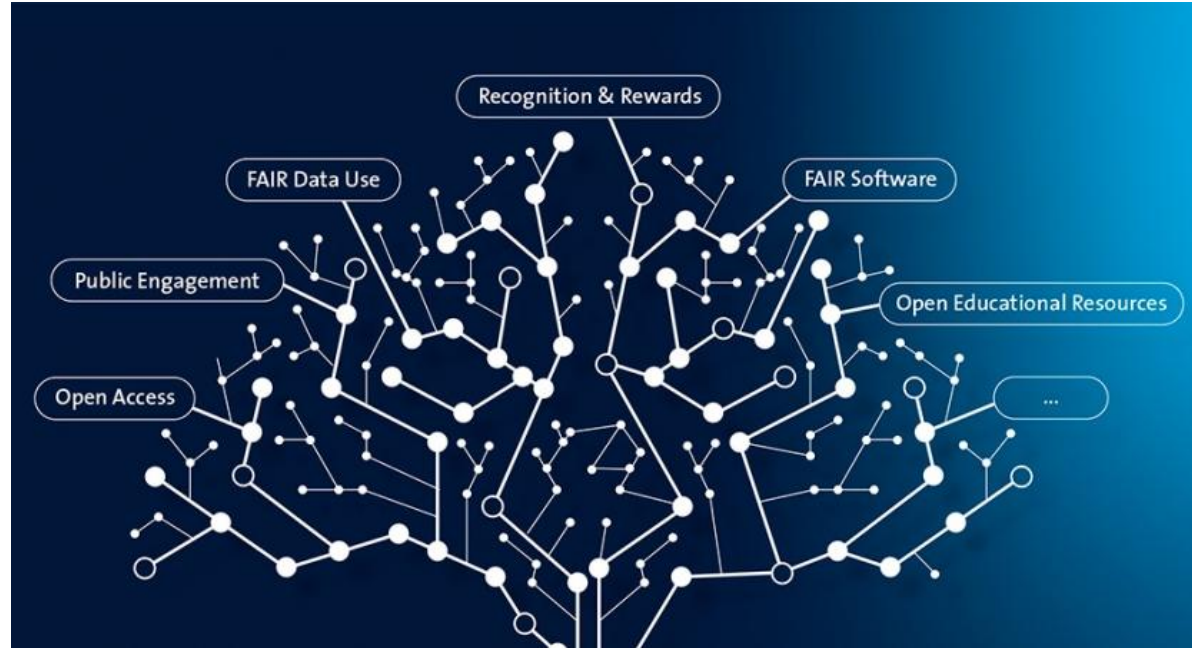 Recognition & Rewards
FAIR Data Use
FAIR Software
Public Engagement
Open Educational Resources
Open Access
...